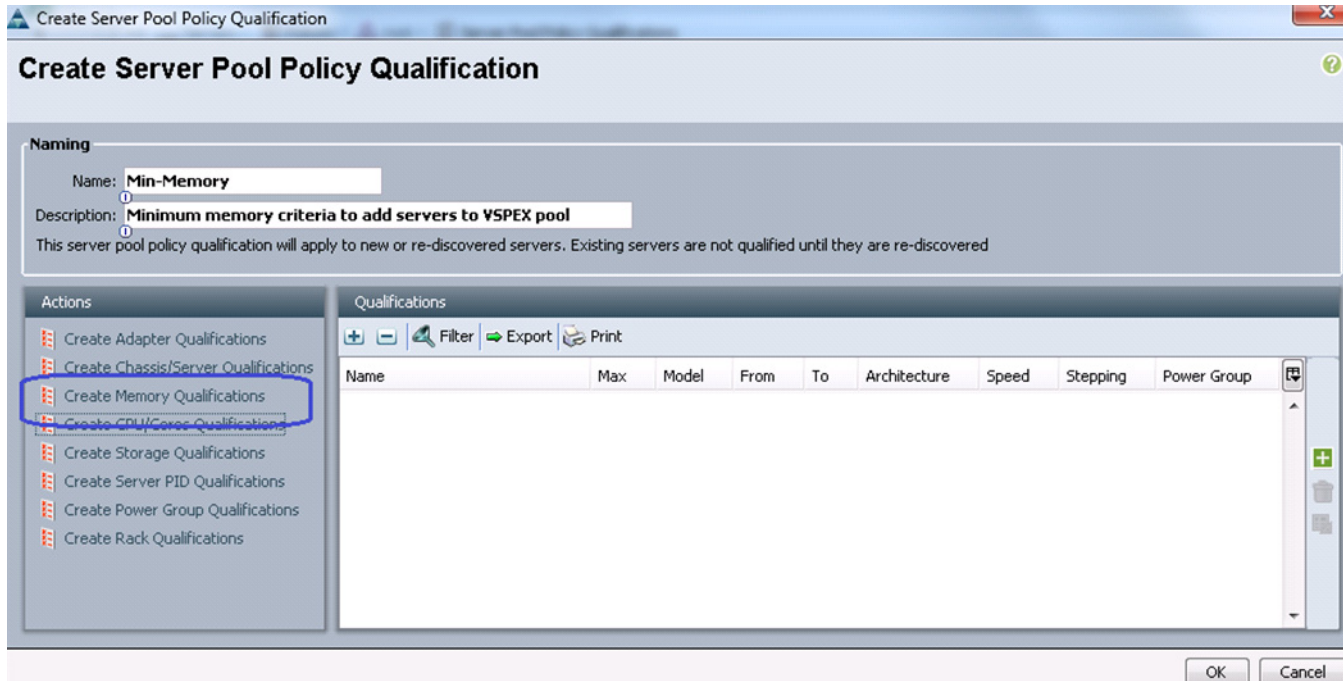 Create Server Pool Policy Qualification
Create Server Pool Policy Qualification
Naming
Name: Min-Memory
Description: Minimum memory criteria to add servers to VSPEX pool
This server pool policy qualification will apply to new or re-discovered servers. Existing servers are not qualified until they are re-discovered
Actions
Create Adapter Qualifications
Create Chassis/Server Qualifications
Create Memory Qualifications
Create CPU/Cores Qualifications
Create Storage Qualifications
Create Server PID Qualifications
Create Power Group Qualifications
Create Rack Qualifications
Qualifications
Filter Export Print
Name Max Model From To Architecture Speed Stepping Power Group
OK Cancel